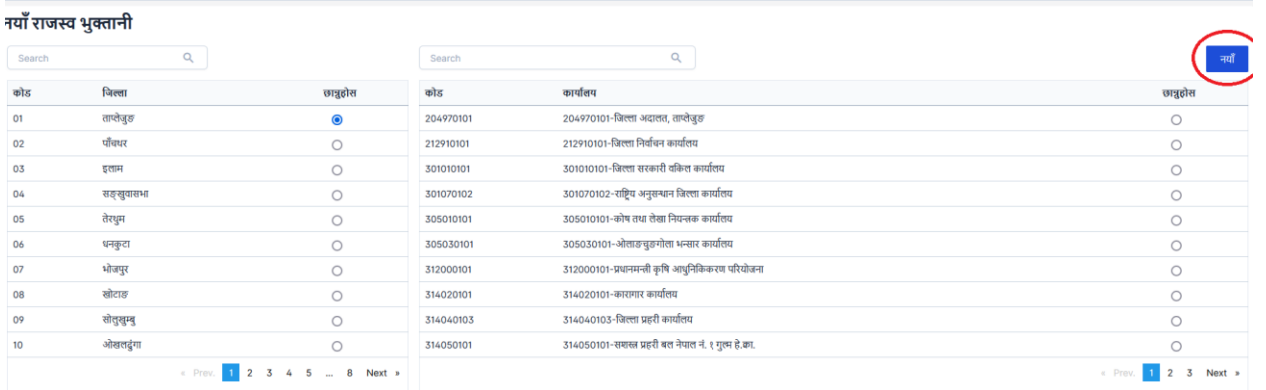 नयाँ राजस्व भुक्तानी
Search Search नयाँ
कोड जिल्ला छान्नुहोस कोड कार्यालय छान्नुहोस
01 ताप्लेजुङ 204970101 204970101-जिल्ला अदालत, ताप्लेजुङ
02 पाँचथर 212910101 212910101-जिल्ला निर्वाचन कार्यालय
03 इलाम 301010101 301010101-जिल्ला सरकारी वकिल कार्यालय
04 सङ्खुवासभा 301070102 301070102-राष्ट्रिय अनुसन्धान जिल्ला कार्यालय
05 तेरथुम 305010101 305010101-कोष तथा लेखा नियन्त्रक कार्यालय
06 धनकुटा 305030101 305030101-ओलाङचुङगोला भन्सार कार्यालय
07 भोजपुर 312000101 312000101-प्रधानमन्त्री कृषि आधुनिकिकरण परियोजना
08 खोटाङ 314020101 314020101-कारागार कार्यालय
09 सोलुखुम्बु 314040103 314040103-जिल्ला प्रहरी कार्यालय
10 ओखलढुंगा 314050101 314050101-सशस्त्र प्रहरी बल नेपाल नं. १ गुल्म हे.क्वा.
« Prev. 1 2 3 4 5 ... 8 Next » « Prev. 1 2 3 Next »